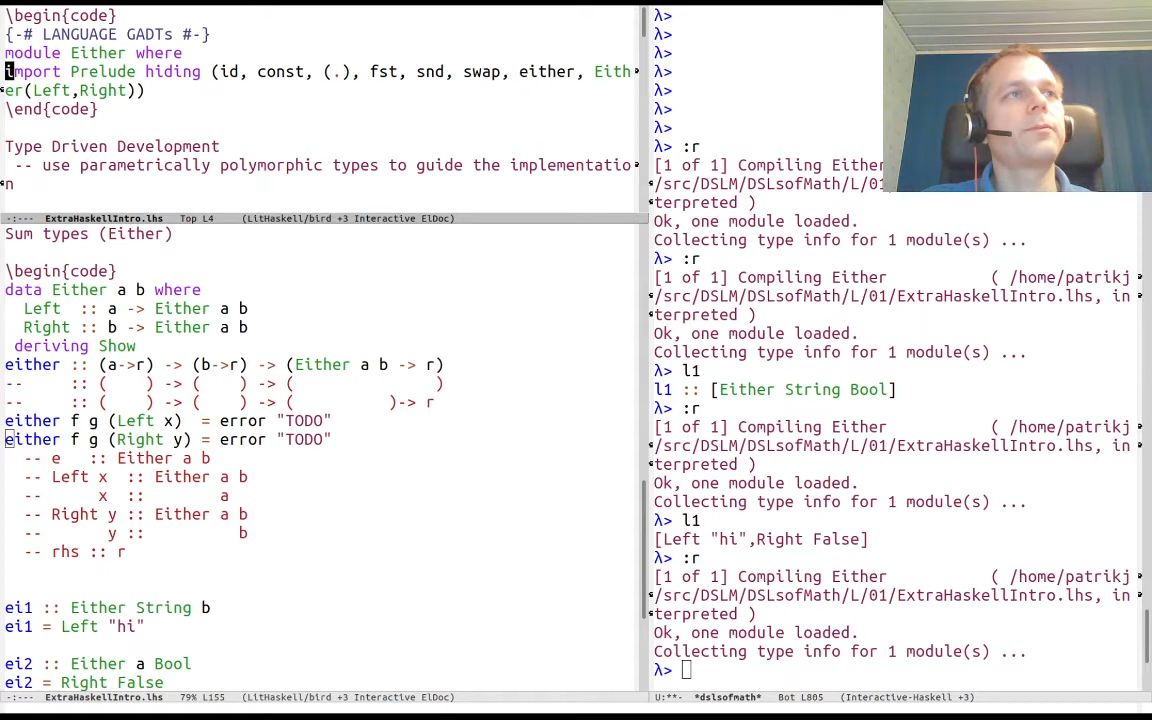 \begin{code}
{-# LANGUAGE GADTs #-}
module Either where
import Prelude hiding (id, const, (.), fst, snd, swap, either, Eith
er(Left,Right))
\end{code}
Type Driven Development
-- use parametrically polymorphic types to guide the implementatio
n
-:--- ExtraHaskellIntro.lhs Top L4 (LitHaskell/bird +3 Interactive ElDoc)
Sum types (Either)
\begin{code}
data Either a b where
Left :: a -> Either a b
Right :: b -> Either a b
deriving Show
either :: (a->r) -> (b->r) -> (Either a b -> r)
-- :: ( ) -> ( ) -> ( )
-- :: ( ) -> ( ) -> ( )-> r
either f g (Left x) = error "TODO"
either f g (Right y) = error "TODO"
-- e :: Either a b
-- Left x :: Either a b
-- x :: a
-- Right y :: Either a b
-- y :: b
-- rhs :: r
ei1 :: Either String b
ei1 = Left "hi"
ei2 :: Either a Bool
ei2 = Right False
-:--- ExtraHaskellIntro.lhs 79% L155 (LitHaskell/bird +3 Interactive ElDoc)
λ>
λ>
λ>
λ>
λ>
λ>
λ>
λ> :r
[1 of 1] Compiling Either
/src/DSLM/DSLsofMath/L/01
terpreted )
Ok, one module loaded.
Collecting type info for 1 module(s) ...
λ> :r
[1 of 1] Compiling Either ( /home/patrikj
/src/DSLM/DSLsofMath/L/01/ExtraHaskellIntro.lhs, in
terpreted )
Ok, one module loaded.
Collecting type info for 1 module(s) ...
λ> l1
l1 :: [Either String Bool]
λ> :r
[1 of 1] Compiling Either ( /home/patrikj
/src/DSLM/DSLsofMath/L/01/ExtraHaskellIntro.lhs, in
terpreted )
Ok, one module loaded.
Collecting type info for 1 module(s) ...
λ> l1
[Left "hi",Right False]
λ> :r
[1 of 1] Compiling Either ( /home/patrikj
/src/DSLM/DSLsofMath/L/01/ExtraHaskellIntro.lhs, in
terpreted )
Ok, one module loaded.
Collecting type info for 1 module(s) ...
λ>
U:**- *dslsofmath* Bot L805 (Interactive-Haskell +3)